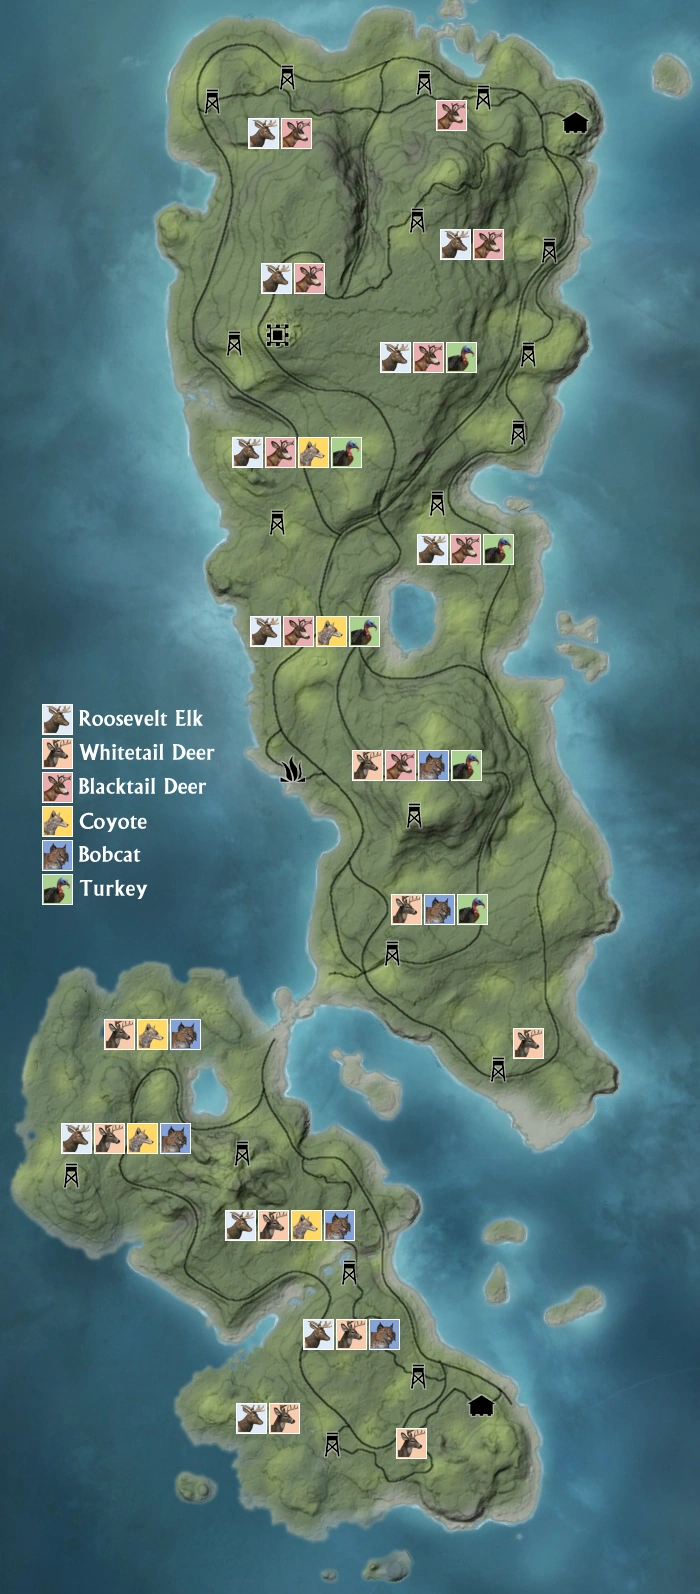 Roosevelt Elk
Whitetail Deer
Blacktail Deer
Coyote
Bobcat
Turkey